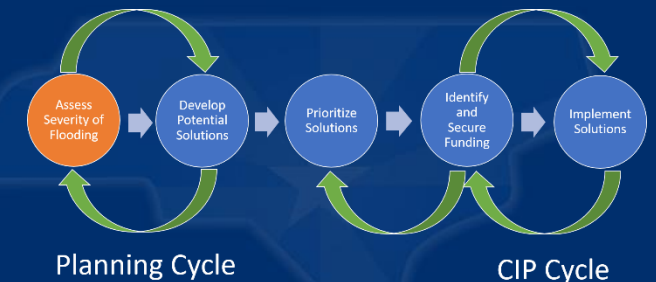 Assess
Severity of
Flooding
Develop
Potential
Solutions
Prioritize
Solutions
Identify
and
Secure
Funding
Implement
Solutions
Planning Cycle
CIP Cycle